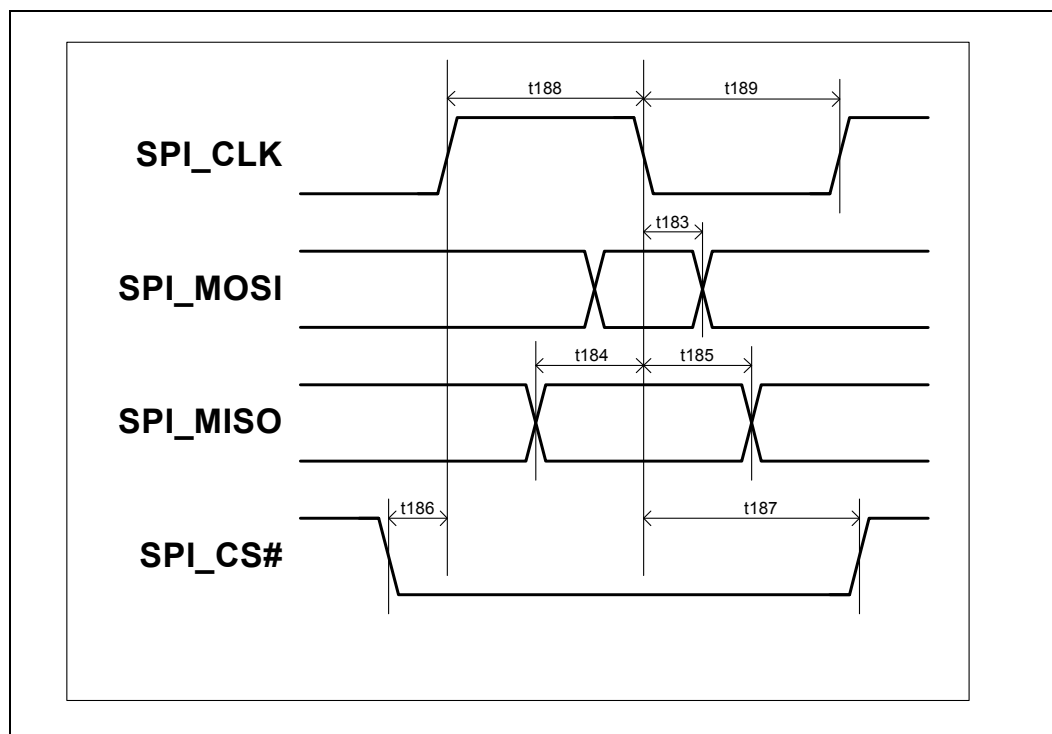 t188 t189
SPI_CLK
t183
SPI_MOSI
t184 t185
SPI_MISO
t186 t187
SPI_CS#